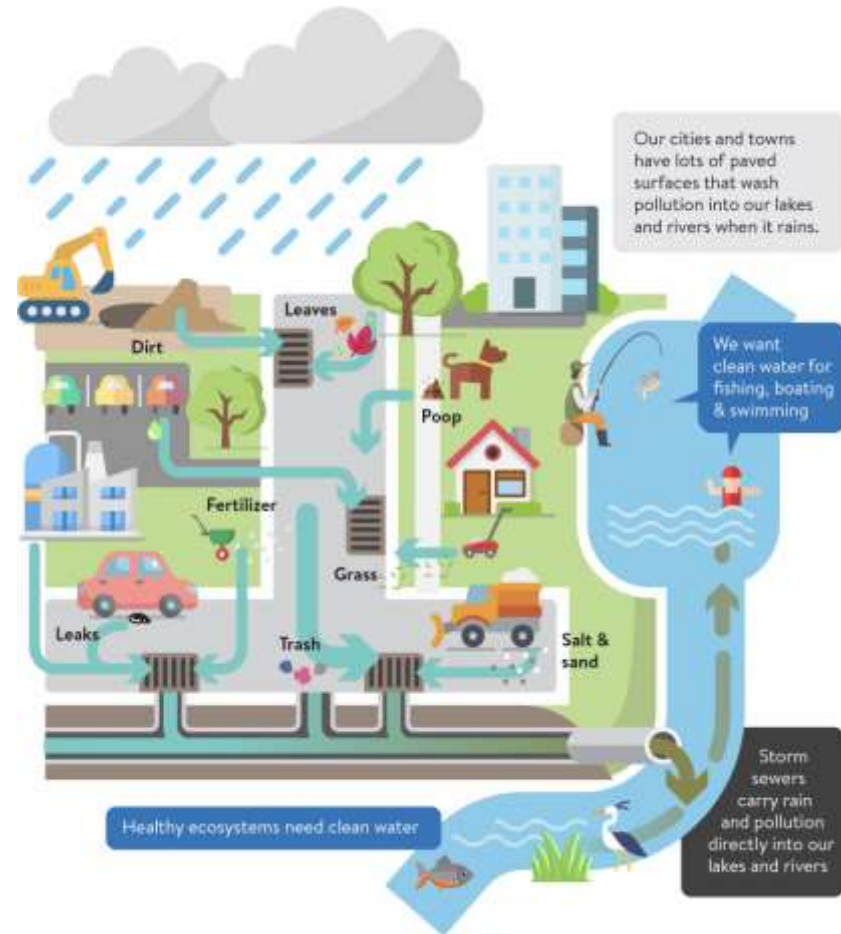 Our cities and towns
have lots of paved
surfaces that wash
pollution into our lakes
and rivers when it rains.
Leaves
Dirt
We want
clean water for
fishing, boating
& swimming
Poop
Fertilizer
Grass
Leaks
Trash
Salt &
sand
Storm
sewers
carry rain
and pollution
directly into our
lakes and rivers
Healthy ecosystems need clean water